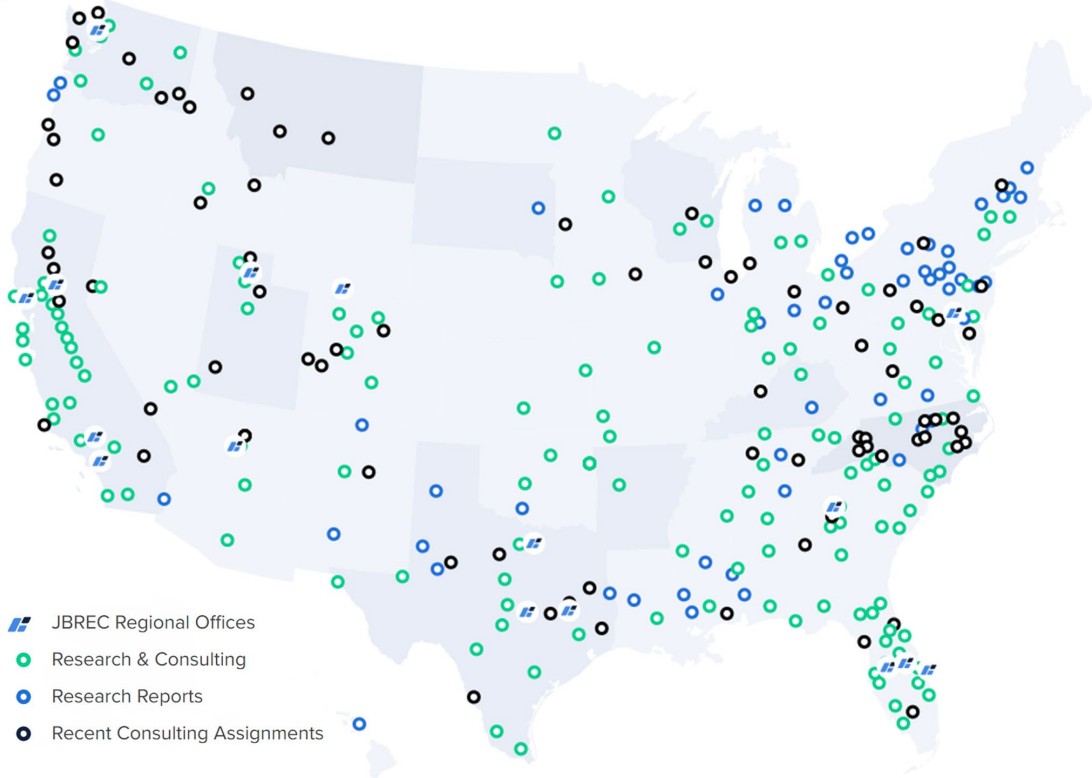 JBREC Regional Offices
Research & Consulting
Research Reports
Recent Consulting Assignments